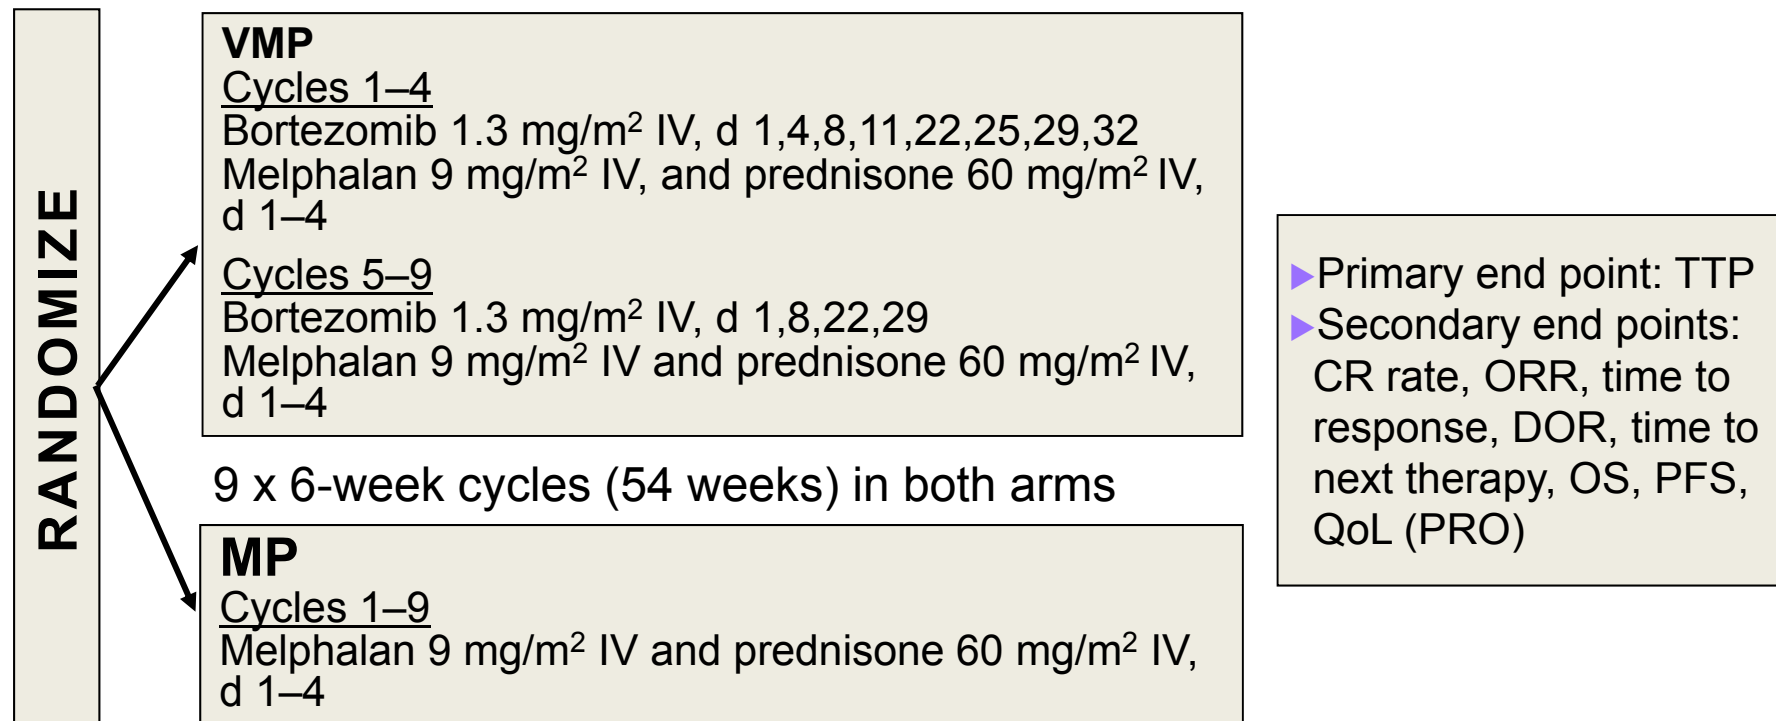 RANDOMIZE
VMP
Cycles 1–4
Bortezomib 1.3 mg/m² IV, d 1,4,8,11,22,25,29,32
Melphalan 9 mg/m² IV, and prednisone 60 mg/m² IV,
d 1–4
Cycles 5–9
Bortezomib 1.3 mg/m² IV, d 1,8,22,29
Melphalan 9 mg/m² IV and prednisone 60 mg/m² IV,
d 1–4
9 x 6-week cycles (54 weeks) in both arms
MP
Cycles 1–9
Melphalan 9 mg/m² IV and prednisone 60 mg/m² IV,
d 1–4
▶Primary end point: TTP
▶Secondary end points:
CR rate, ORR, time to
response, DOR, time to
next therapy, OS, PFS,
QoL (PRO)